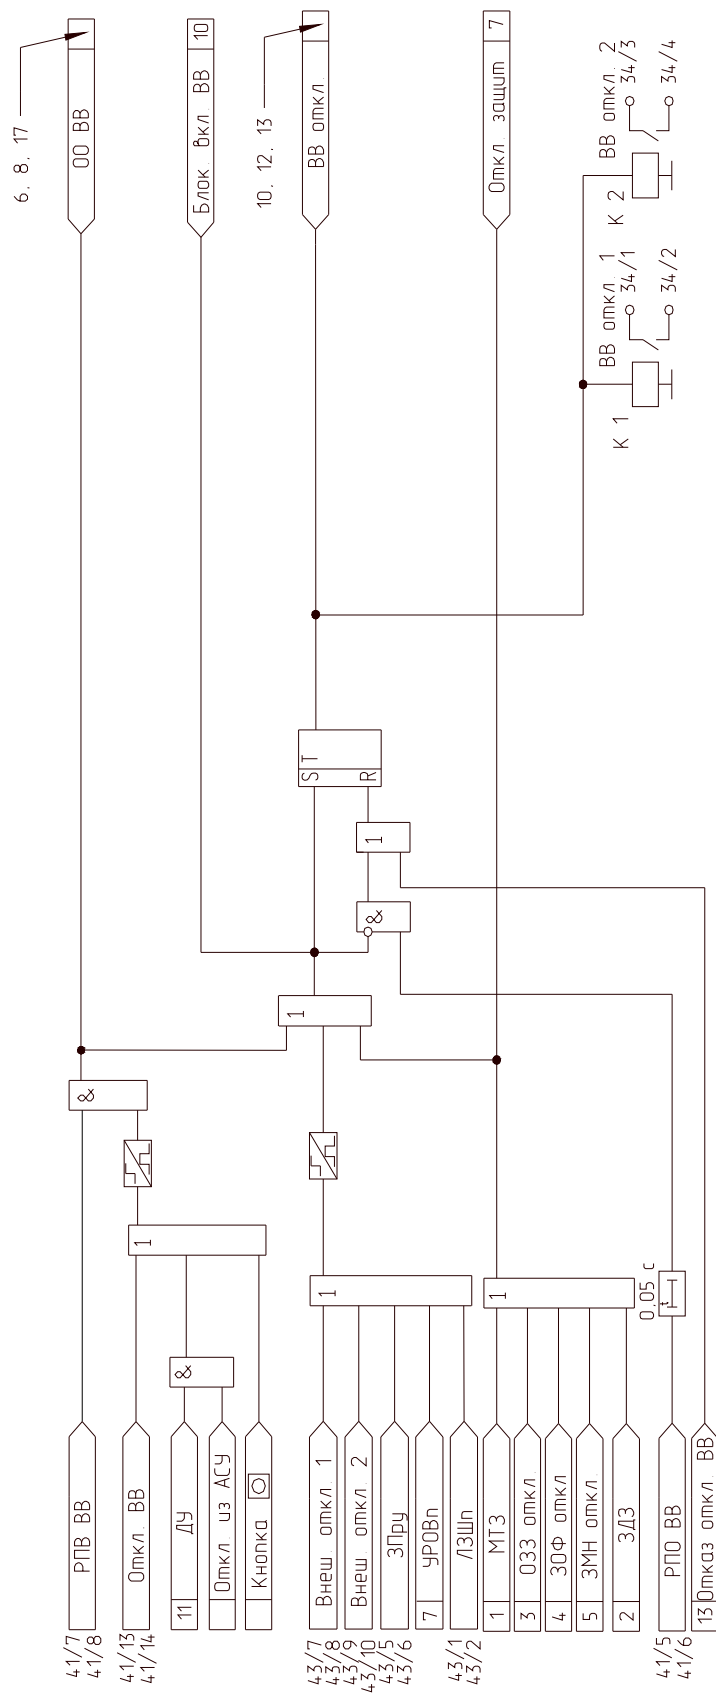 6, 8, 17
ОО ВВ
10
Блок. вкл. ВВ
10, 12, 13
ВВ откл.
7
Откл. защит
ВВ откл. 2
34/3
34/4
К 2
ВВ откл. 1
34/1
34/2
К 1
T
S
R
1
&
1
&
1
&
1
1
0,05 с
t
41/7
41/8
РПВ ВВ
41/13
41/14
Откл. ВВ
11
ДУ
Откл. из АСУ
Кнопка
43/7
43/8
Внеш. откл. 1
43/9
43/10
Внеш. откл. 2
43/5
43/6
ЗПру
7
УРОВп
43/1
43/2
ЛЗШп
1
МТЗ
3
ОЗЗ откл.
4
ЗОФ откл
5
ЗМН откл.
2
ЗДЗ
41/5
41/6
РПО ВВ
13
Отказ откл. ВВ